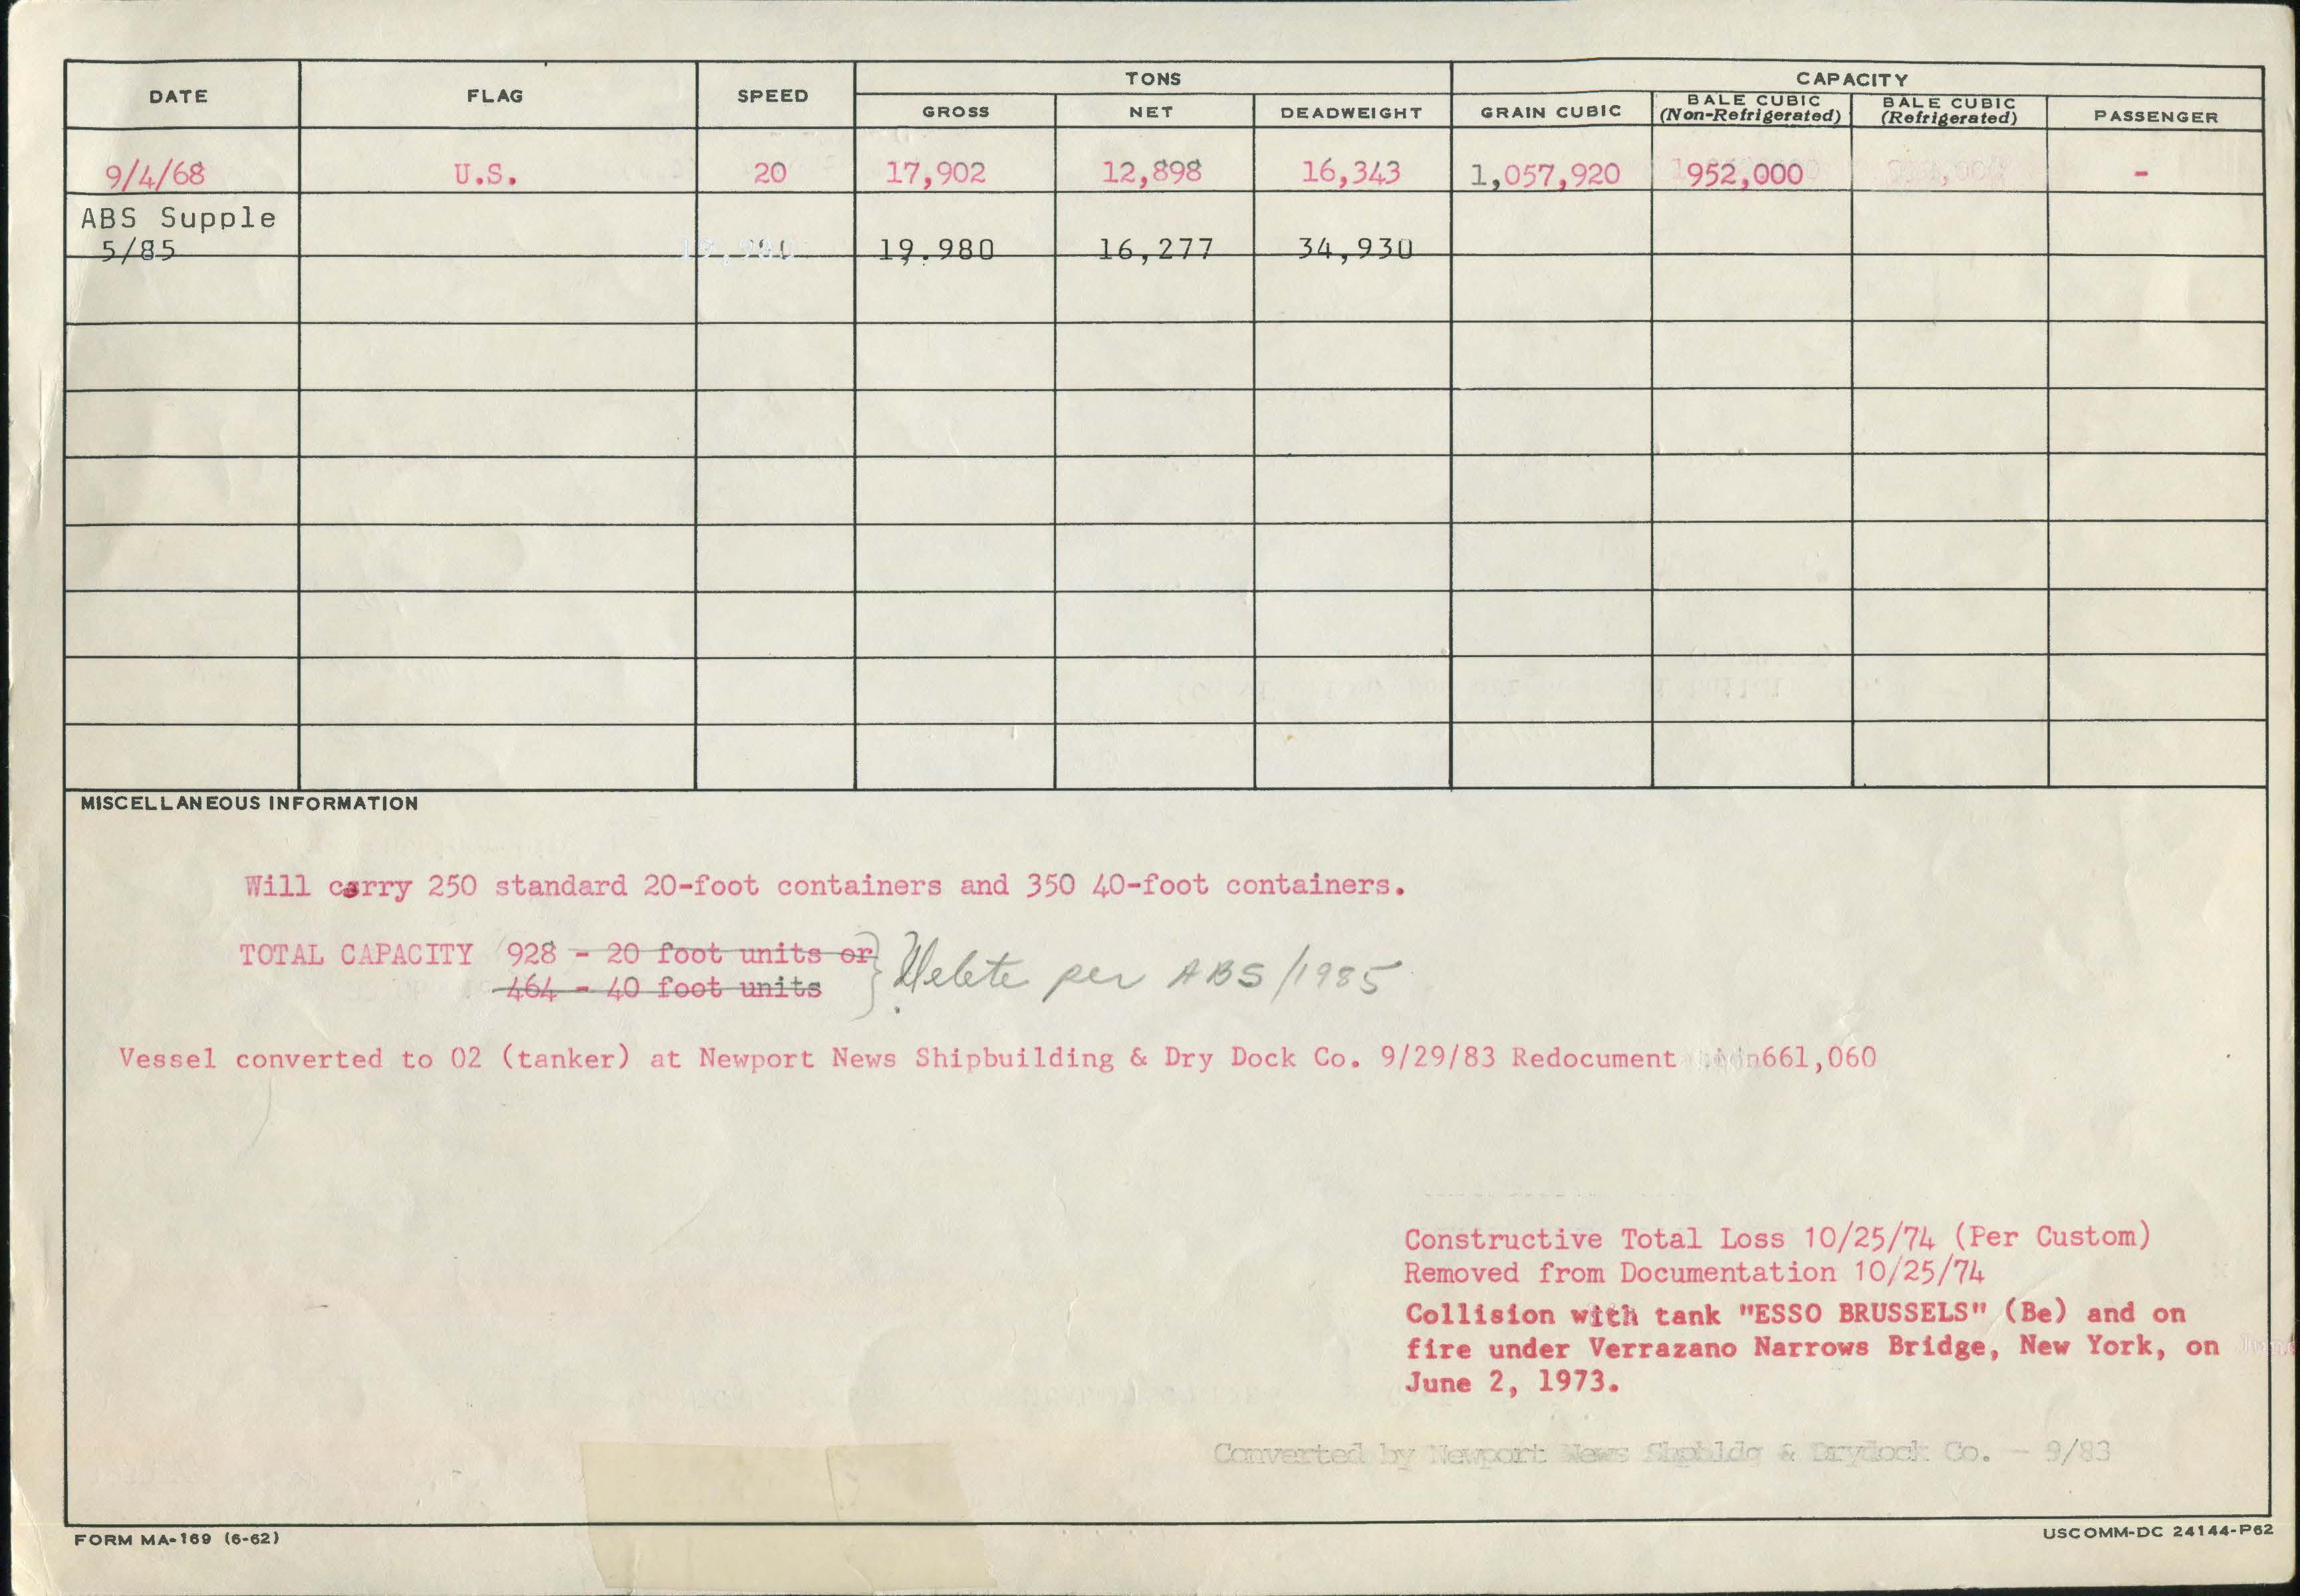 DATE FLAG SPEED TONS CAPACITY
GROSS NET DEADWEIGHT GRAIN CUBIC BALE CUBIC (Non-Refrigerated) BALE CUBIC (Refrigerated) PASSENGER
9/4/68 U.S. 20 17,902 12,898 16,343 1,057,920 952,000 -
ABS Supple
5/85 19.980 16,277 34,930
MISCELLANEOUS INFORMATION
Will carry 250 standard 20-foot containers and 350 40-foot containers.
TOTAL CAPACITY 928 - 20 foot units or
464 - 40 foot units
} Delete per ABS/1985
Vessel converted to 02 (tanker) at Newport News Shipbuilding & Dry Dock Co. 9/29/83 Redocument 661,060
Constructive Total Loss 10/25/74 (Per Custom)
Removed from Documentation 10/25/74
Collision with tank "ESSO BRUSSELS" (Be) and on
fire under Verrazano Narrows Bridge, New York, on
June 2, 1973.
Converted by Newport News Shpbldg & Drydock Co. - 9/83
FORM MA-169 (6-62) USCOMM-DC 24144-P62